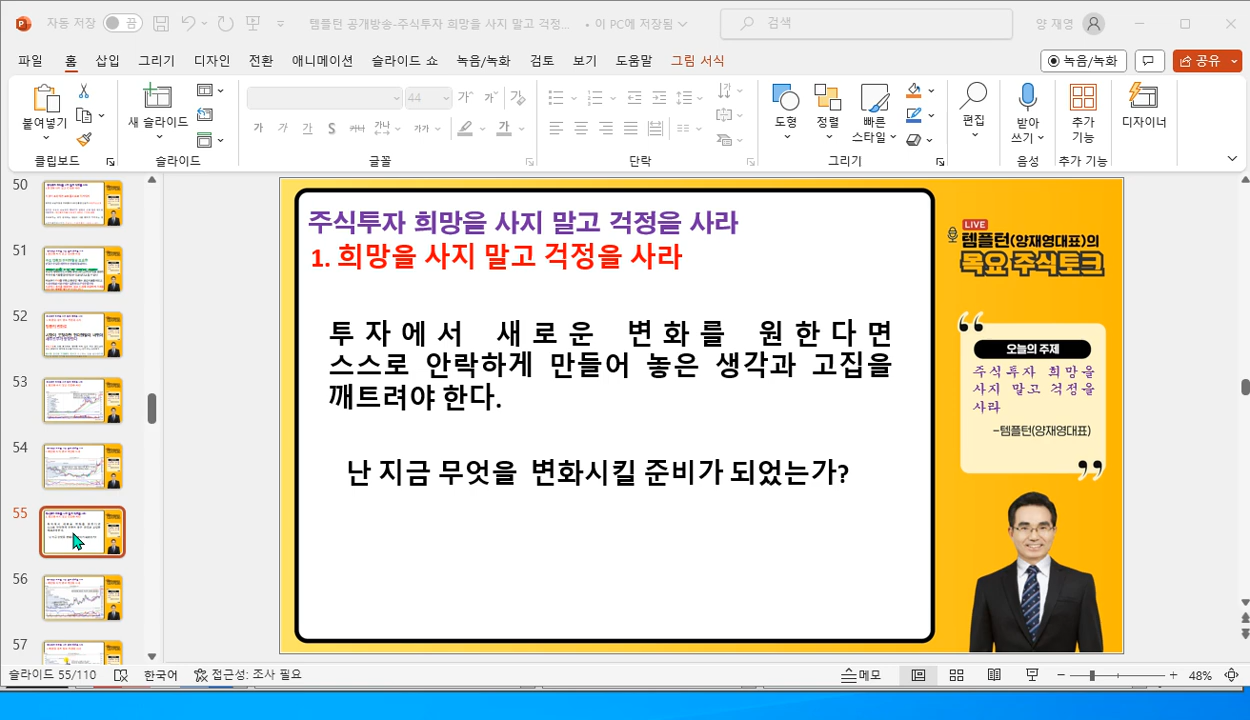 자동 저장 끔
템플턴 공개방송-주식투자 희망을 사지 말고 걱정... • 이 PC에 저장됨
검색
양 재영
파일 홈 삽입 그리기 디자인 전환 애니메이션 슬라이드 쇼 녹음/녹화 검토 보기 도움말 그림 서식
녹음/녹화 공유
붙여넣기
새 슬라이드
44
가 가 가 S 가나 가나 가가 가
도형 정렬 빠른 스타일
편집
받아쓰기
추가 기능
디자이너
클립보드 슬라이드 글꼴 단락 그리기 음성 추가 기능
50
51
52
53
54
55
56
57
주식투자 희망을 사지 말고 걱정을 사라
1. 희망을 사지 말고 걱정을 사라
투자에서 새로운 변화를 원한다면
스스로 안락하게 만들어 놓은 생각과 고집을
깨트려야 한다.
난 지금 무엇을 변화시킬 준비가 되었는가?
LIVE
템플턴(양재영대표)의
목요 주식토크
오늘의 주제
주식투자 희망을
사지 말고 걱정을
사라
-템플턴(양재영대표)
슬라이드 55/110 한국어 접근성: 조사 필요 메모 48%